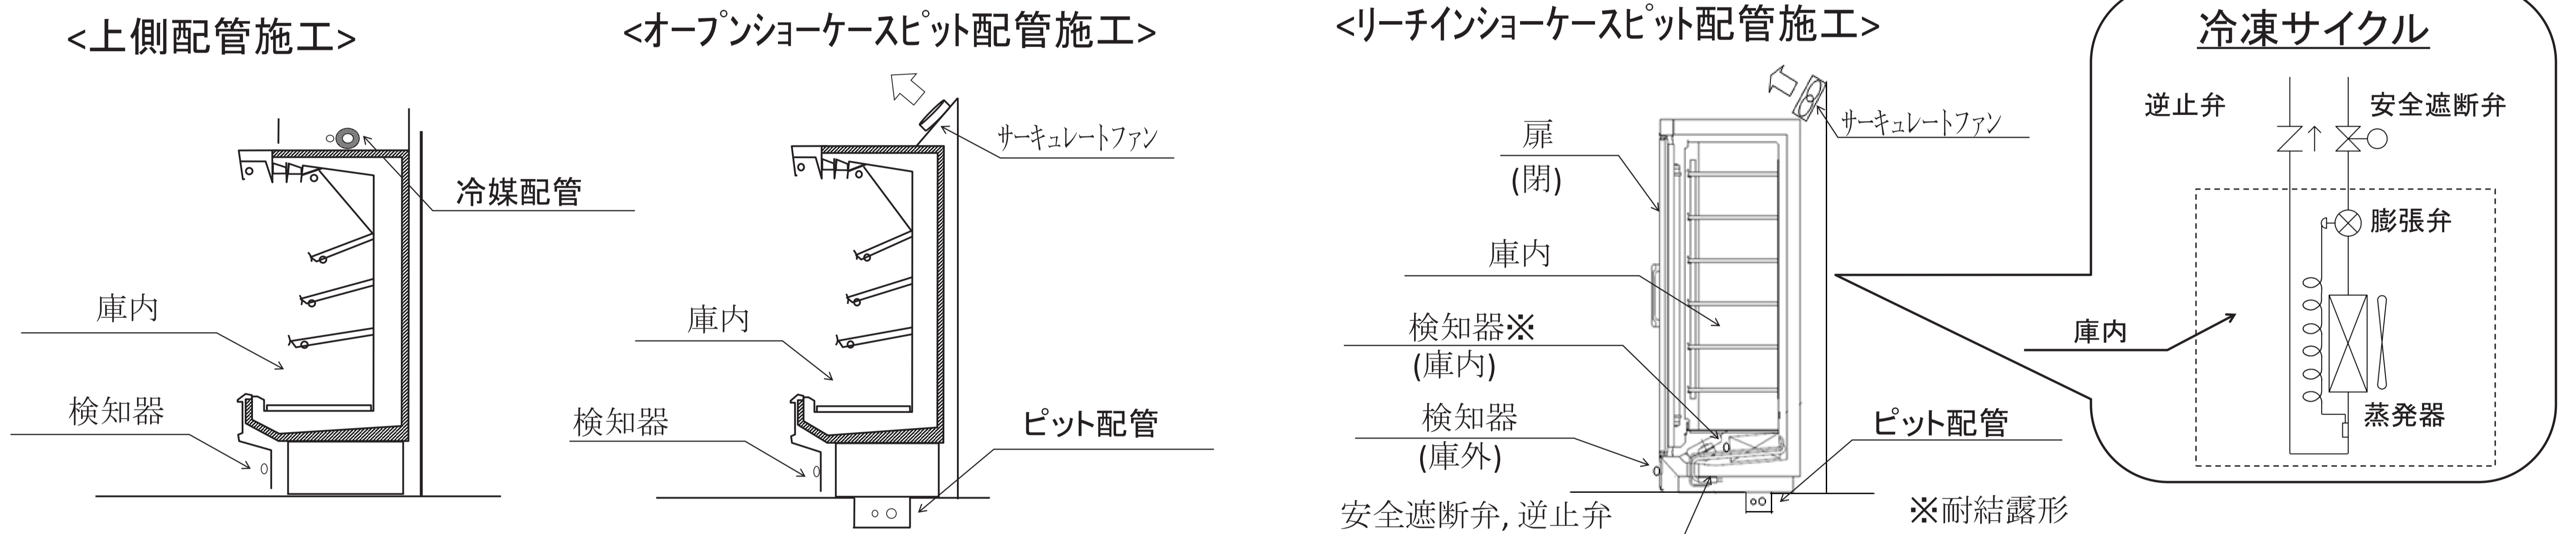 <上側配管施工>
冷媒配管
庫内
検知器
<オープンショーケースピット配管施工>
サーキュレートファン
庫内
検知器
ピット配管
<リーチインショーケースピット配管施工>
サーキュレートファン
扉
(閉)
庫内
検知器※
(庫内)
検知器
(庫外)
安全遮断弁, 逆止弁
ピット配管
※耐結露形
冷凍サイクル
逆止弁
安全遮断弁
膨張弁
庫内
蒸発器